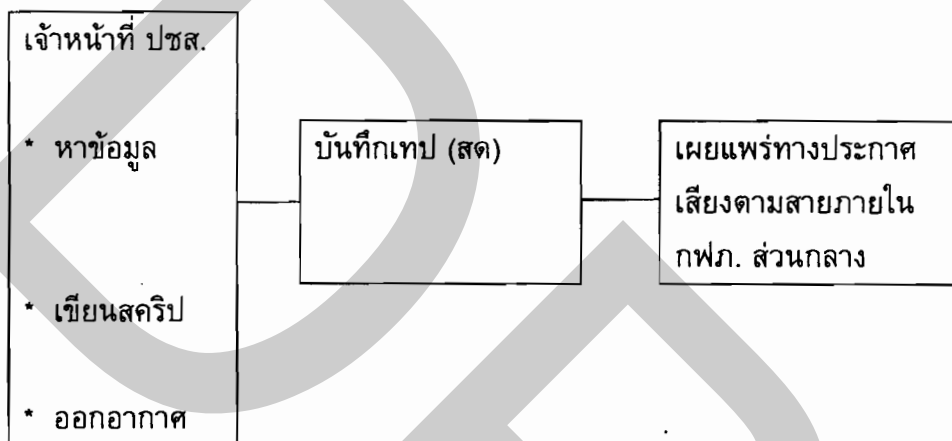 เจ้าหน้าที่ ปชส.
* หาข้อมูล
* เขียนสคริป
* ออกอากาศ
บันทึกเทป (สด)
เผยแพร่ทางประกาศ
เสียงตามสายภายใน
กฟภ. ส่วนกลาง